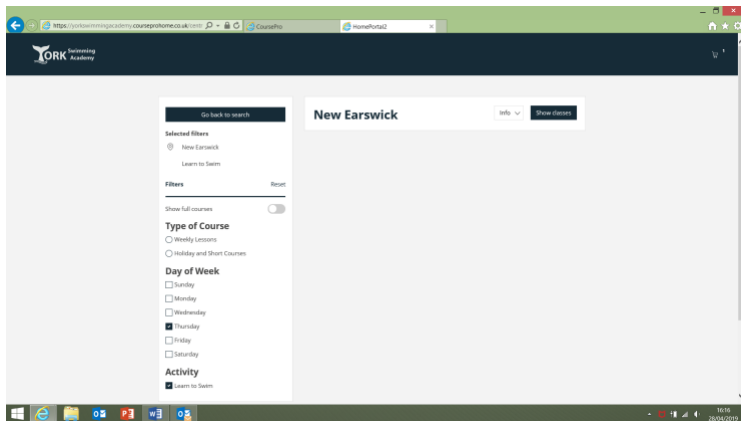 https://yorkswimmingacademy.courseprohome.co.uk/centr
CoursePro
HomePortal2
YORK Swimming Academy
1
Go back to search
Selected filters
New Earswick
Learn to Swim
Filters Reset
Show full courses
Type of Course
Weekly Lessons
Holiday and Short Courses
Day of Week
Sunday
Monday
Wednesday
Thursday
Friday
Saturday
Activity
Learn to Swim
New Earswick
Info
Show classes
16:16
28/04/2019